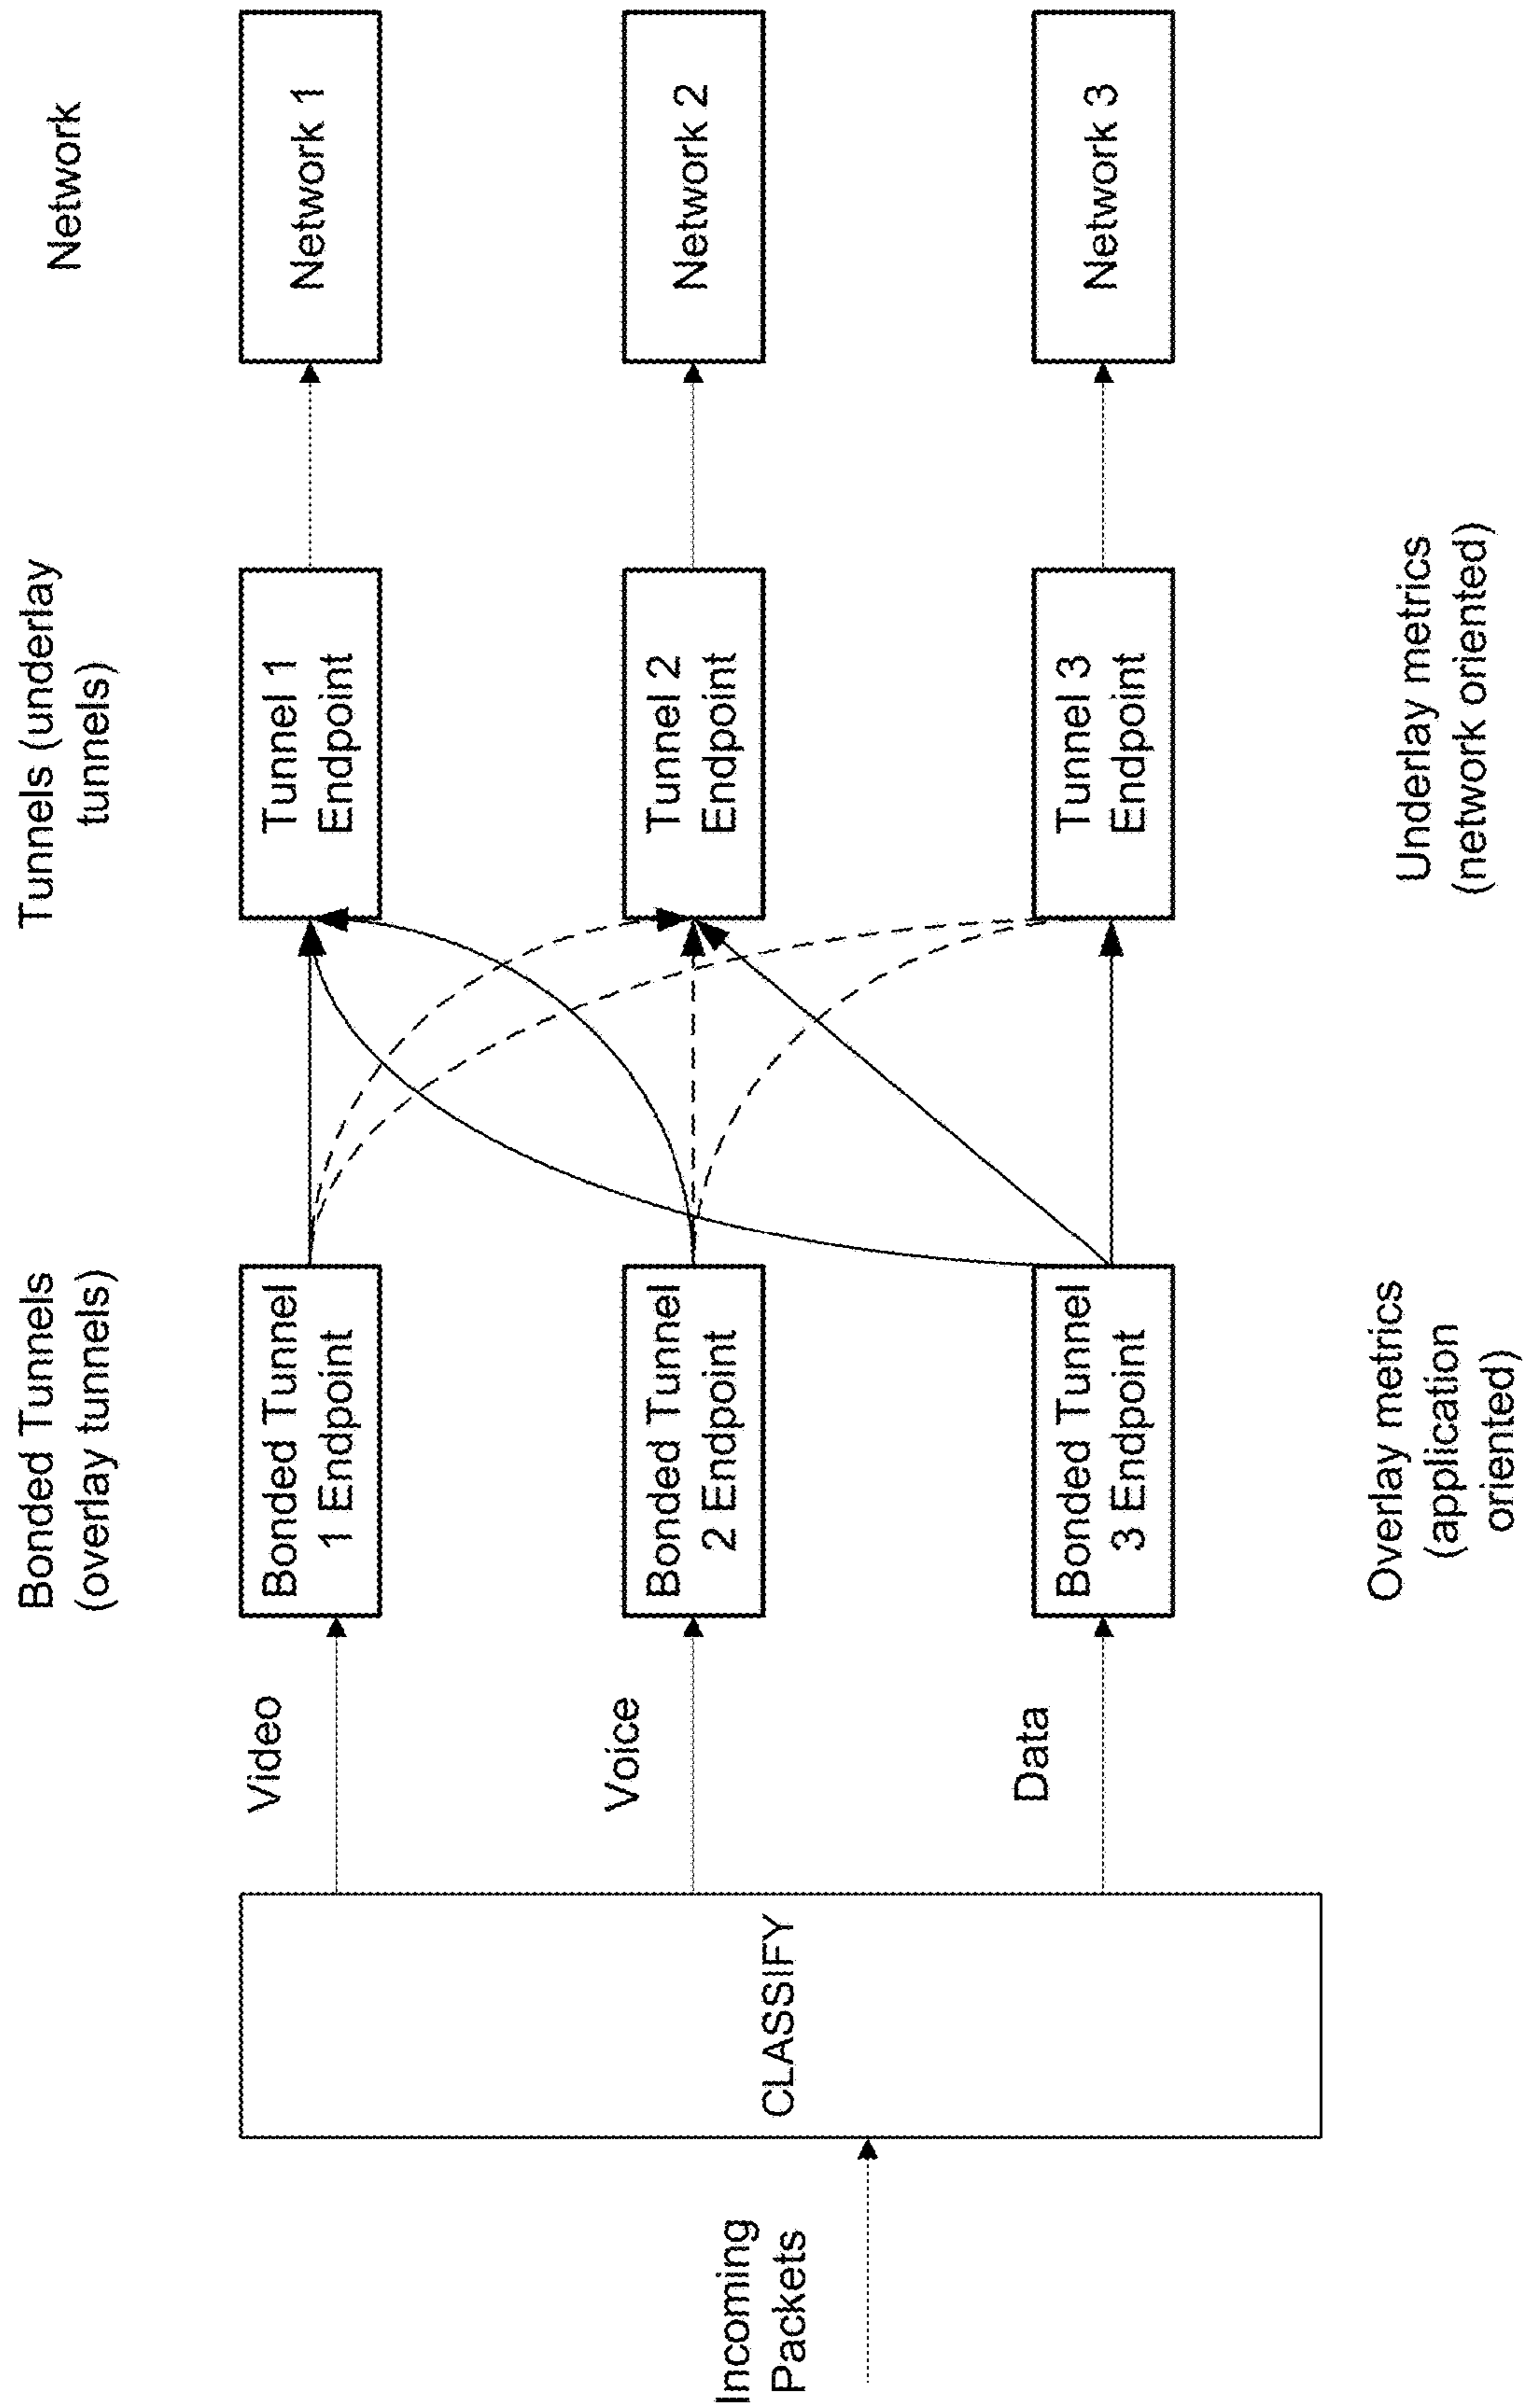 Bonded Tunnels
(overlay tunnels)
Tunnels (underlay
tunnels)
Network
Incoming
Packets
CLASSIFY
Video
Bonded Tunnel
1 Endpoint
Tunnel 1
Endpoint
Network 1
Voice
Bonded Tunnel
2 Endpoint
Tunnel 2
Endpoint
Network 2
Data
Bonded Tunnel
3 Endpoint
Tunnel 3
Endpoint
Network 3
Overlay metrics
(application
oriented)
Underlay metrics
(network oriented)